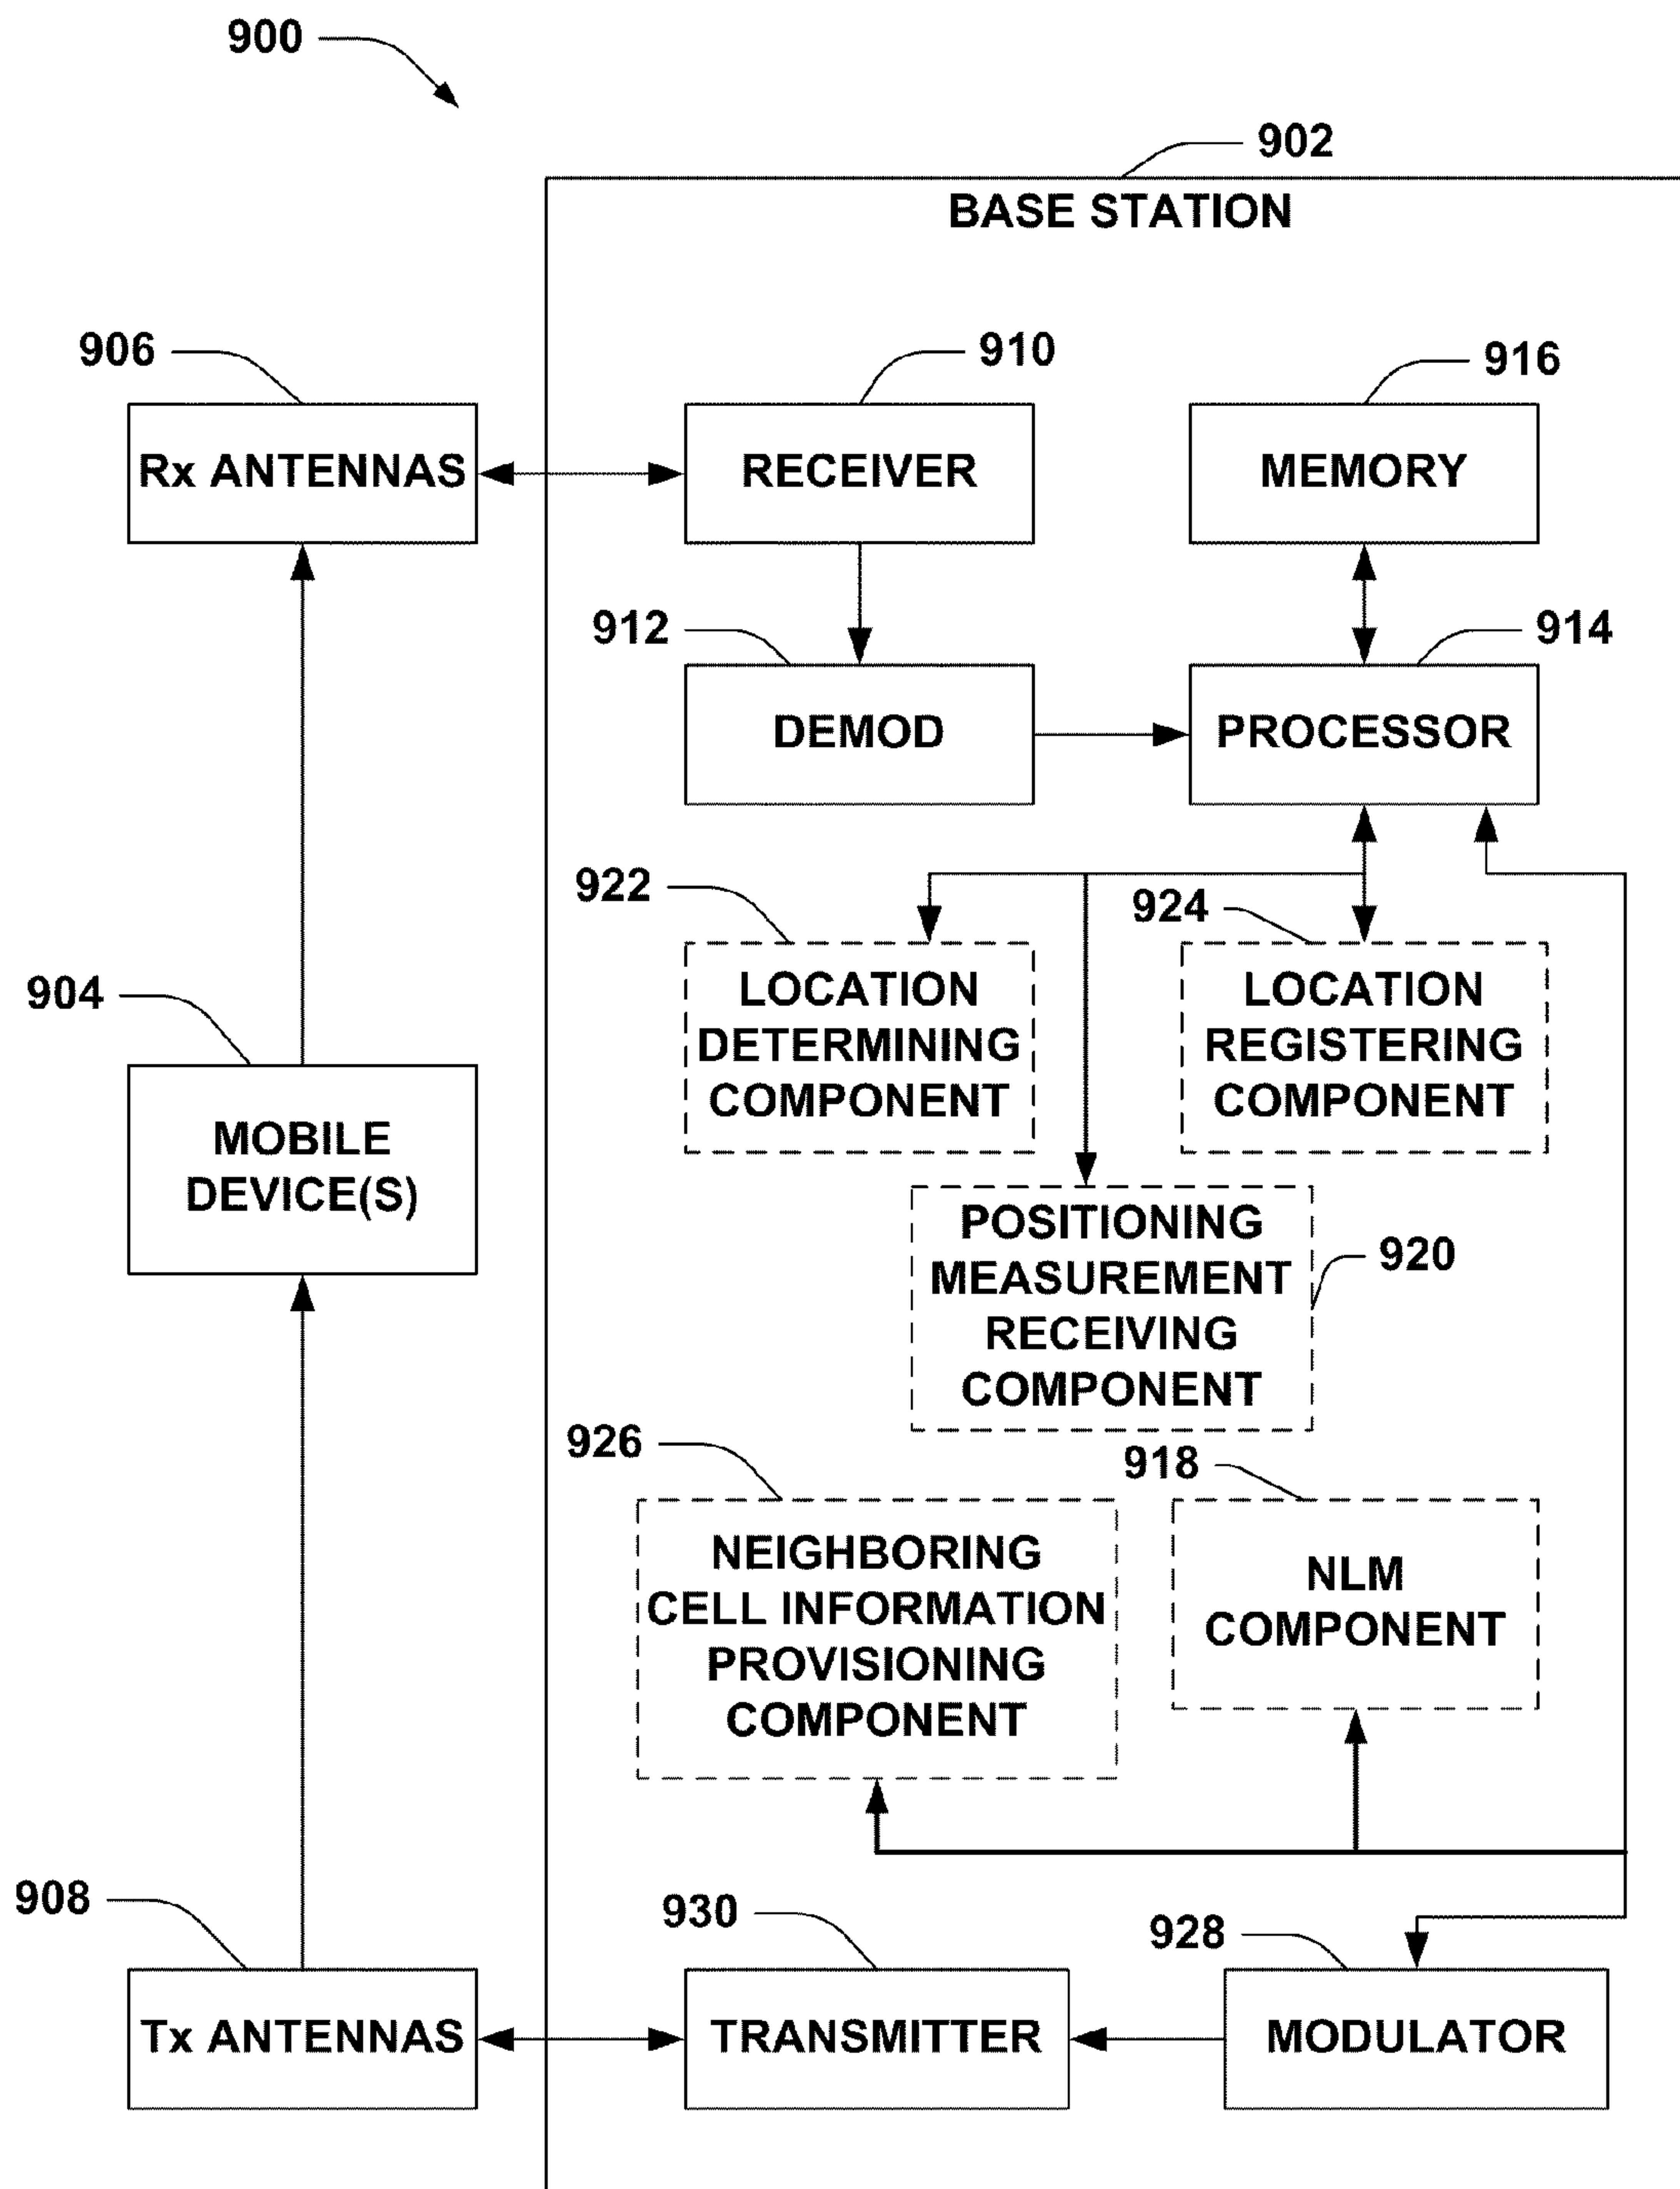 900
902
BASE STATION
906
910
916
Rx ANTENNAS
RECEIVER
MEMORY
912
914
DEMOD
PROCESSOR
922
924
LOCATION
DETERMINING
COMPONENT
LOCATION
REGISTERING
COMPONENT
904
MOBILE
DEVICE(S)
POSITIONING
MEASUREMENT
RECEIVING
COMPONENT
920
926
918
NEIGHBORING
CELL INFORMATION
PROVISIONING
COMPONENT
NLM
COMPONENT
908
930
928
Tx ANTENNAS
TRANSMITTER
MODULATOR